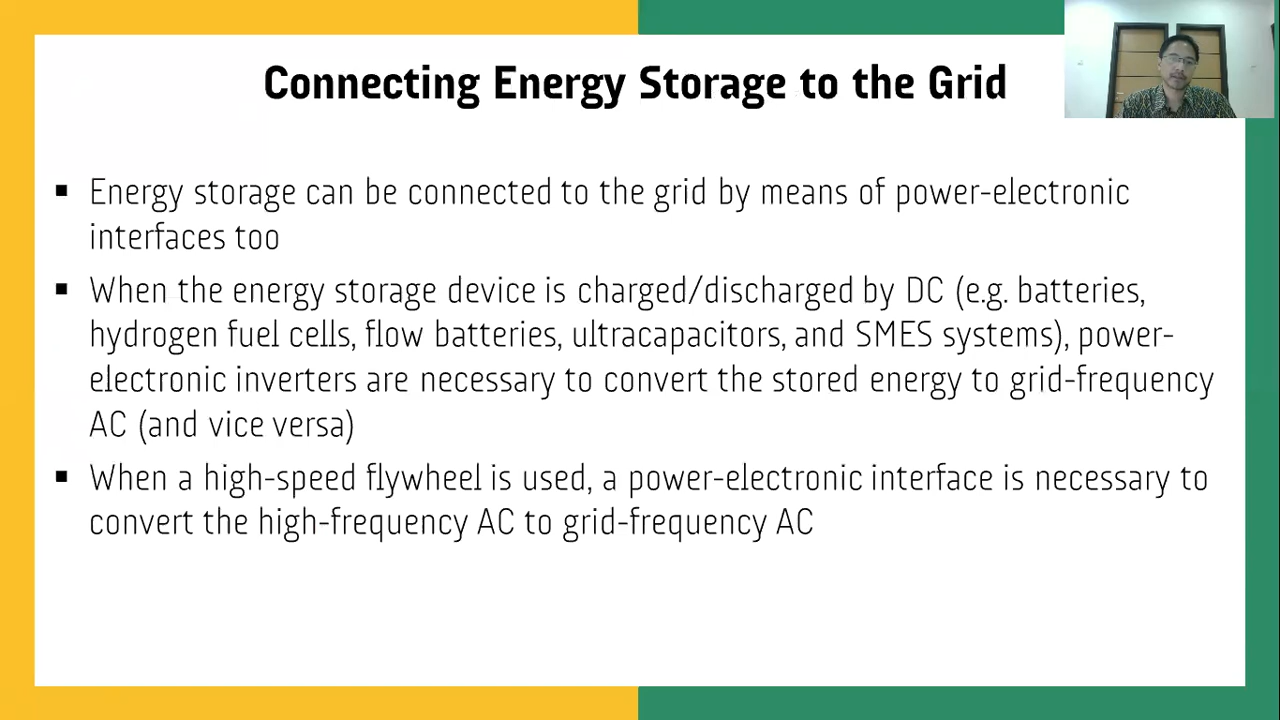 Connecting Energy Storage to the Grid
▪ Energy storage can be connected to the grid by means of power-electronic
interfaces too
▪ When the energy storage device is charged/discharged by DC (e.g. batteries,
hydrogen fuel cells, flow batteries, ultracapacitors, and SMES systems), power-
electronic inverters are necessary to convert the stored energy to grid-frequency
AC (and vice versa)
▪ When a high-speed flywheel is used, a power-electronic interface is necessary to
convert the high-frequency AC to grid-frequency AC